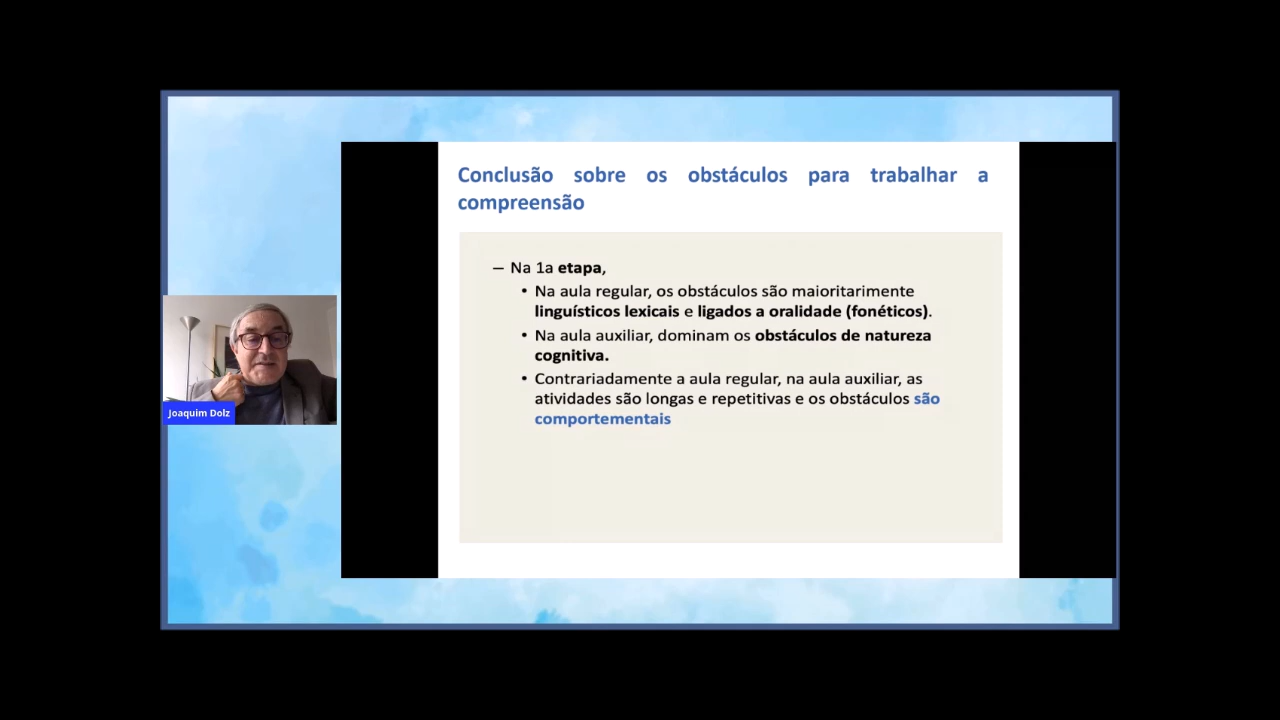 Conclusão sobre os obstáculos para trabalhar a
compreensão
– Na 1a etapa,
• Na aula regular, os obstáculos são maioritarimente
linguísticos lexicais e ligados a oralidade (fonéticos).
• Na aula auxiliar, dominam os obstáculos de natureza
cognitiva.
• Contrariadamente a aula regular, na aula auxiliar, as
atividades são longas e repetitivas e os obstáculos são
comportementais
Joaquim Dolz